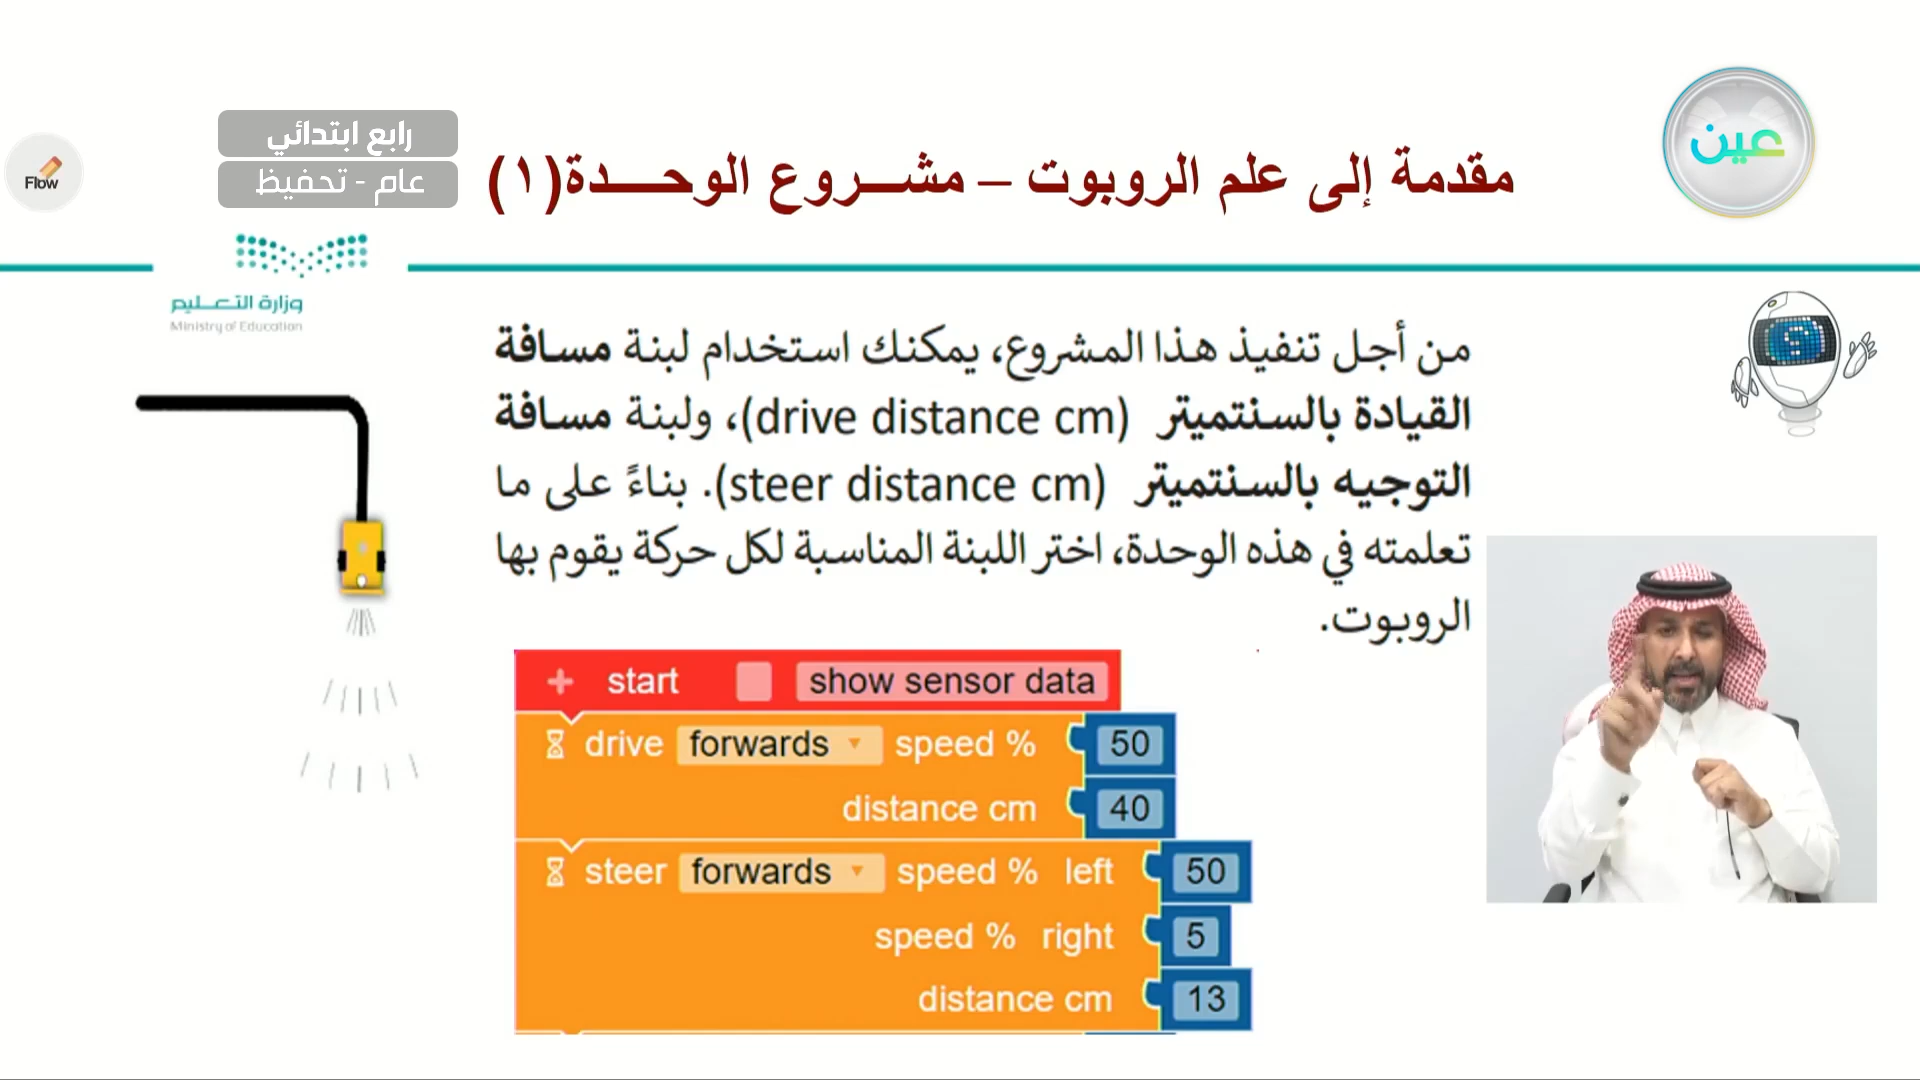 عين
رابع ابتدائي
عام - تحفيظ
مقدمة إلى علم الروبوت – مشــروع الوحــــدة(١)
Flow
وزارة التعليم
Ministry of Education
من أجل تنفيذ هذا المشروع، يمكنك استخدام لبنة مسافة
القيادة بالسنتميتر (drive distance cm)، ولبنة مسافة
التوجيه بالسنتميتر (steer distance cm). بناءً على ما
تعلمته في هذه الوحدة، اختر اللبنة المناسبة لكل حركة يقوم بها
الروبوت.
+ start show sensor data
drive forwards speed % 50
distance cm 40
steer forwards speed % left 50
speed % right 5
distance cm 13